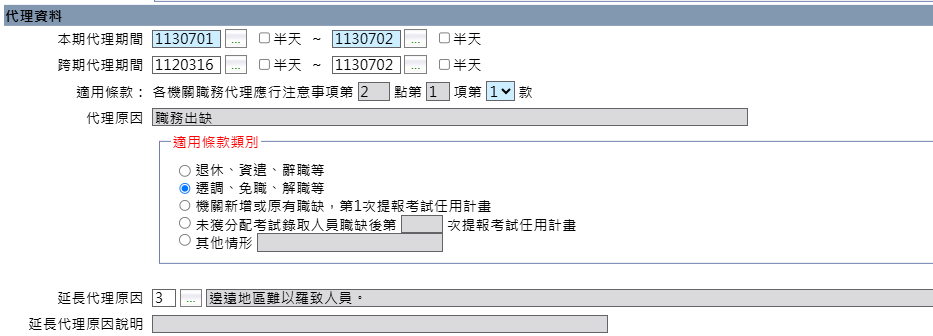 代理資料
本期代理期間 1130701 ... 半天 ~ 1130702 ... 半天
跨期代理期間 1120316 ... 半天 ~ 1130702 ... 半天
適用條款： 各機關職務代理應行注意事項第 2 點第 1 項第 1 款
代理原因 職務出缺
適用條款類別
退休、資遣、辭職等
遷調、免職、解職等
機關新增或原有職缺，第1次提報考試任用計畫
未獲分配考試錄取人員職缺後第 次提報考試任用計畫
其他情形
延長代理原因 3 ... 邊遠地區難以羅致人員。
延長代理原因說明